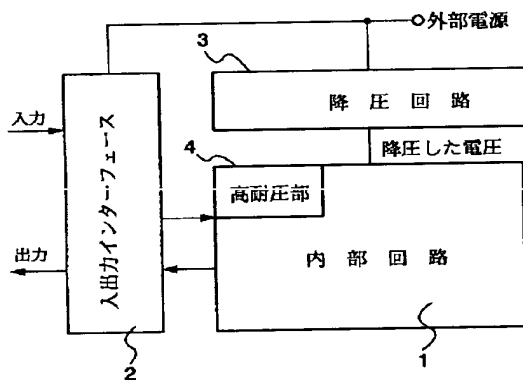 外部電源
3
降圧回路
入力
4
降圧した電圧
高耐圧部
入出力インター・フェース
内部回路
出力
2
1